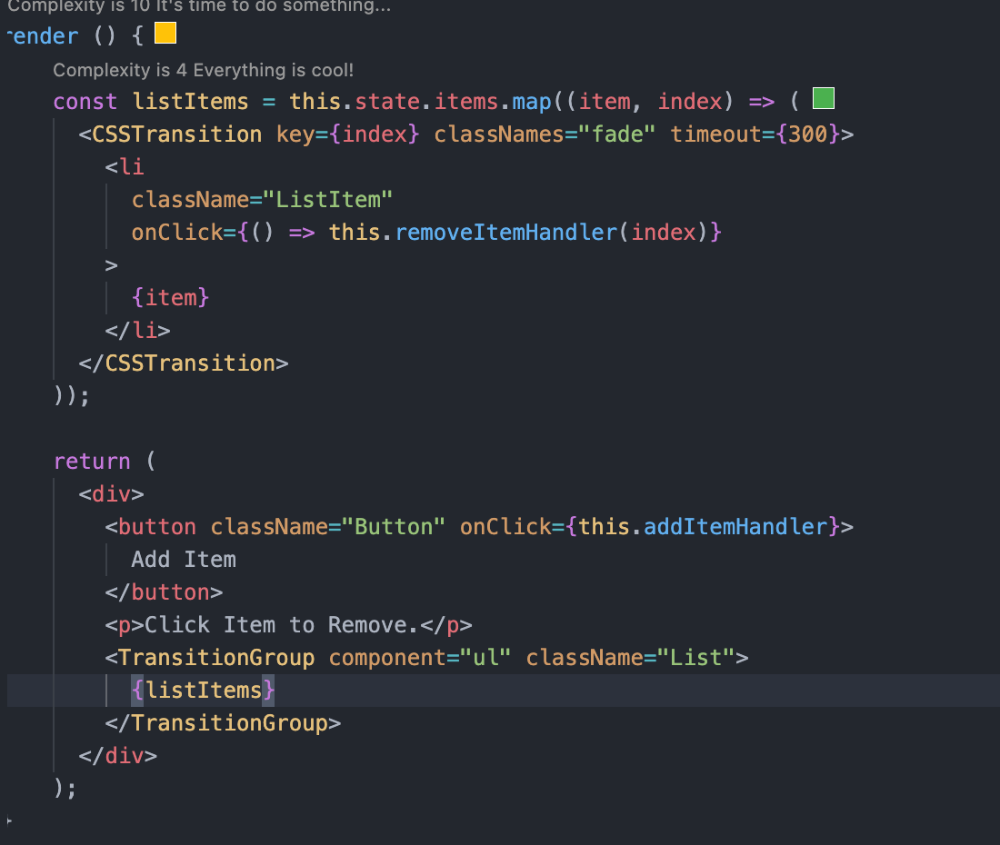 Complexity is 10 It's time to do something...
render () {
Complexity is 4 Everything is cool!
const listItems = this.state.items.map((item, index) => (
<CSSTransition key={index} classNames="fade" timeout={300}>
<li
className="ListItem"
onClick={() => this.removeItemHandler(index)}
>
{item}
</li>
</CSSTransition>
));
return (
<div>
<button className="Button" onClick={this.addItemHandler}>
Add Item
</button>
<p>Click Item to Remove.</p>
<TransitionGroup component="ul" className="List">
{listItems}
</TransitionGroup>
</div>
);
}